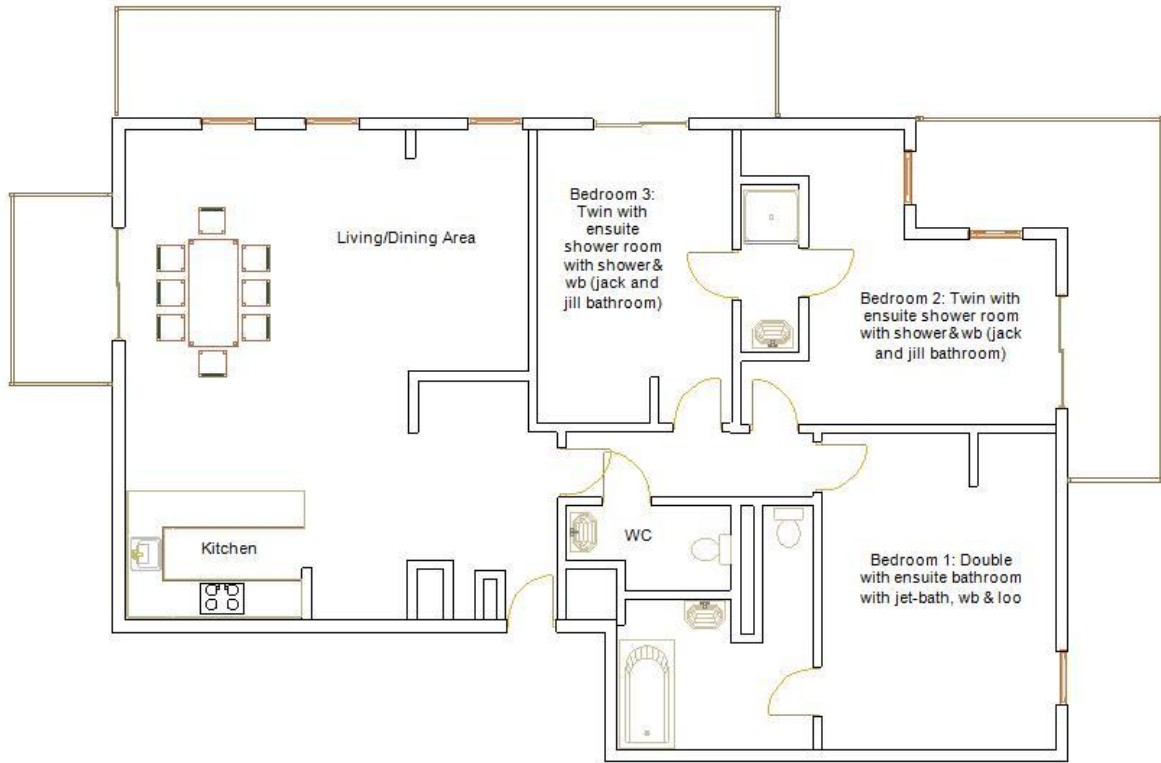 Living/Dining Area
Bedroom 3:
Twin with
ensuite
shower room
with shower&
wb (jack and
jill bathroom)
Bedroom 2: Twin with
ensuite shower room
with shower&wb (jack
and jill bathroom)
Kitchen
WC
Bedroom 1: Double
with ensuite bathroom
with jet-bath, wb & loo